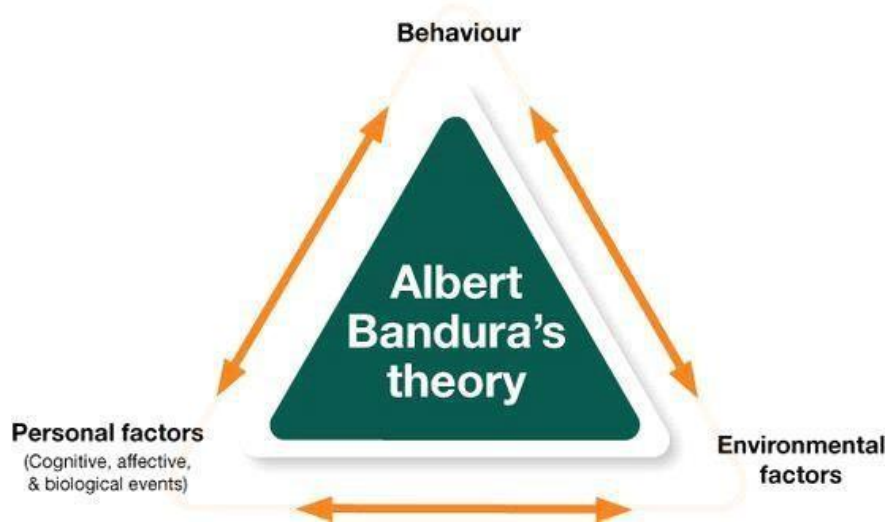 Behaviour
Albert
Bandura’s
theory
Personal factors
(Cognitive, affective,
& biological events)
Environmental
factors